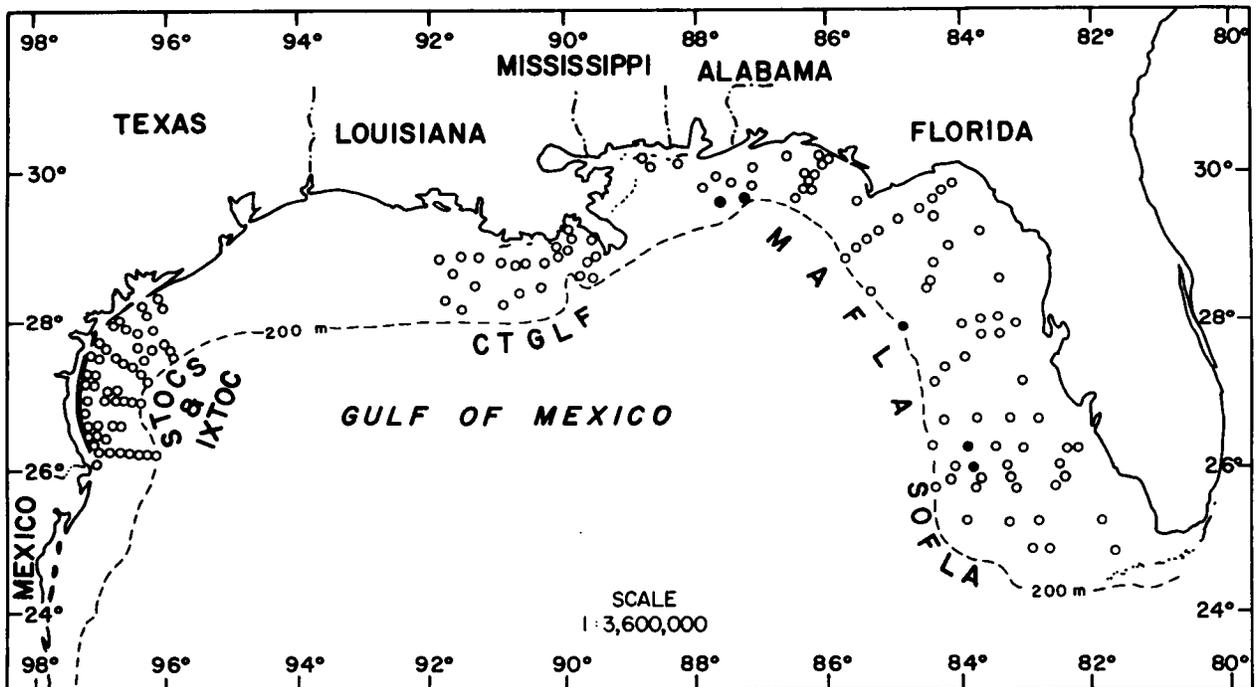 98° 96° 94° 92° 90° 88° 86° 84° 82° 80°
MISSISSIPPI ALABAMA
TEXAS LOUISIANA FLORIDA
30° 30°
28° 200 m 28°
CTGLF
MAFLA
STOCS
&
IXTOC
GULF OF MEXICO
26° 26°
SOFLA
MEXICO
200 m
SCALE
1:3,600,000
24° 24°
98° 96° 94° 92° 90° 88° 86° 84° 82° 80°